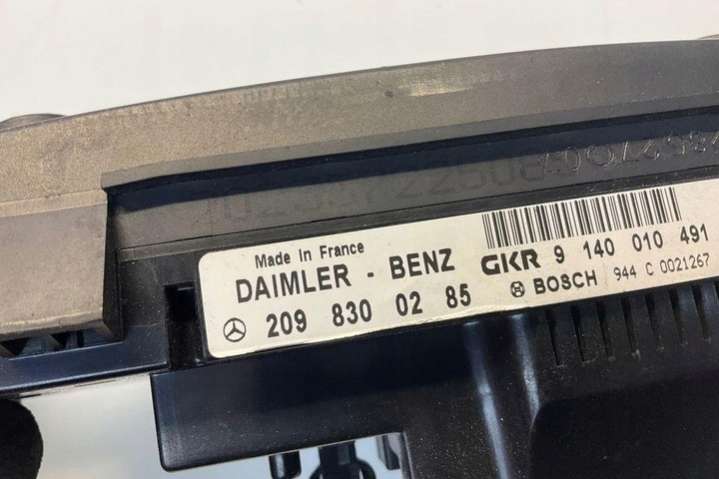 Made In France
DAIMLER - BENZ GKR 9 140 010 491
209 830 02 85 BOSCH 944 C 0021267